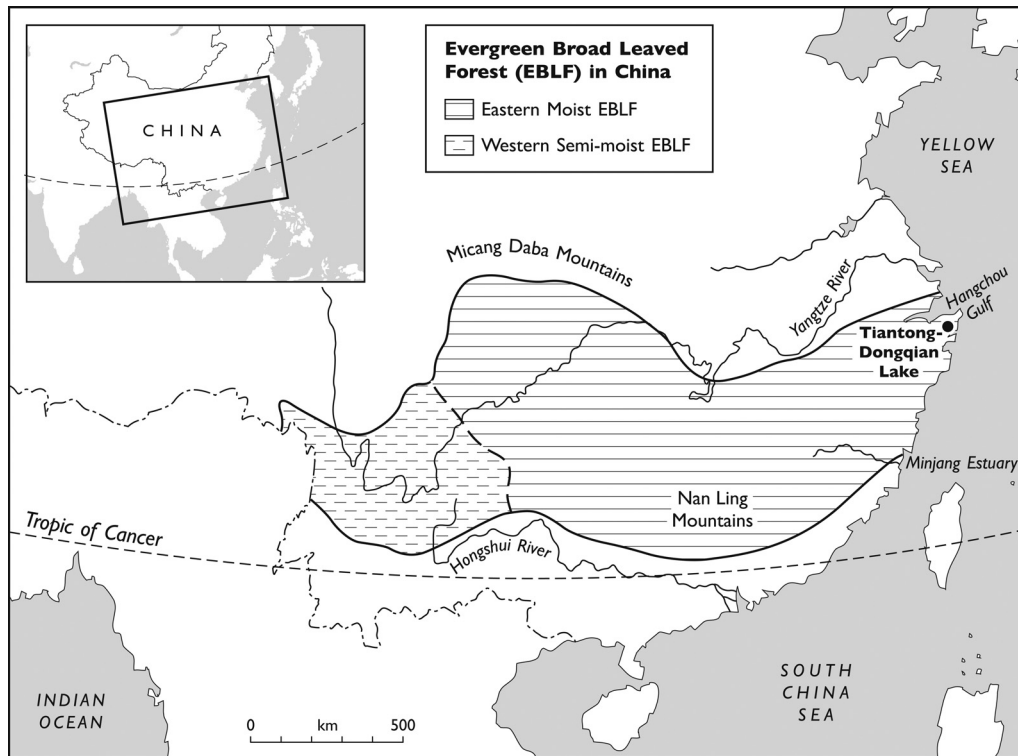 CHINA
Evergreen Broad Leaved
Forest (EBLF) in China
Eastern Moist EBLF
Western Semi-moist EBLF
YELLOW
SEA
Micang Daba Mountains
Yangtze River
Hangchou
Gulf
Tiantong-
Dongqian
Lake
Minjang Estuary
Nan Ling
Mountains
Tropic of Cancer
Hongshui River
INDIAN
OCEAN
0 km 500
SOUTH
CHINA
SEA